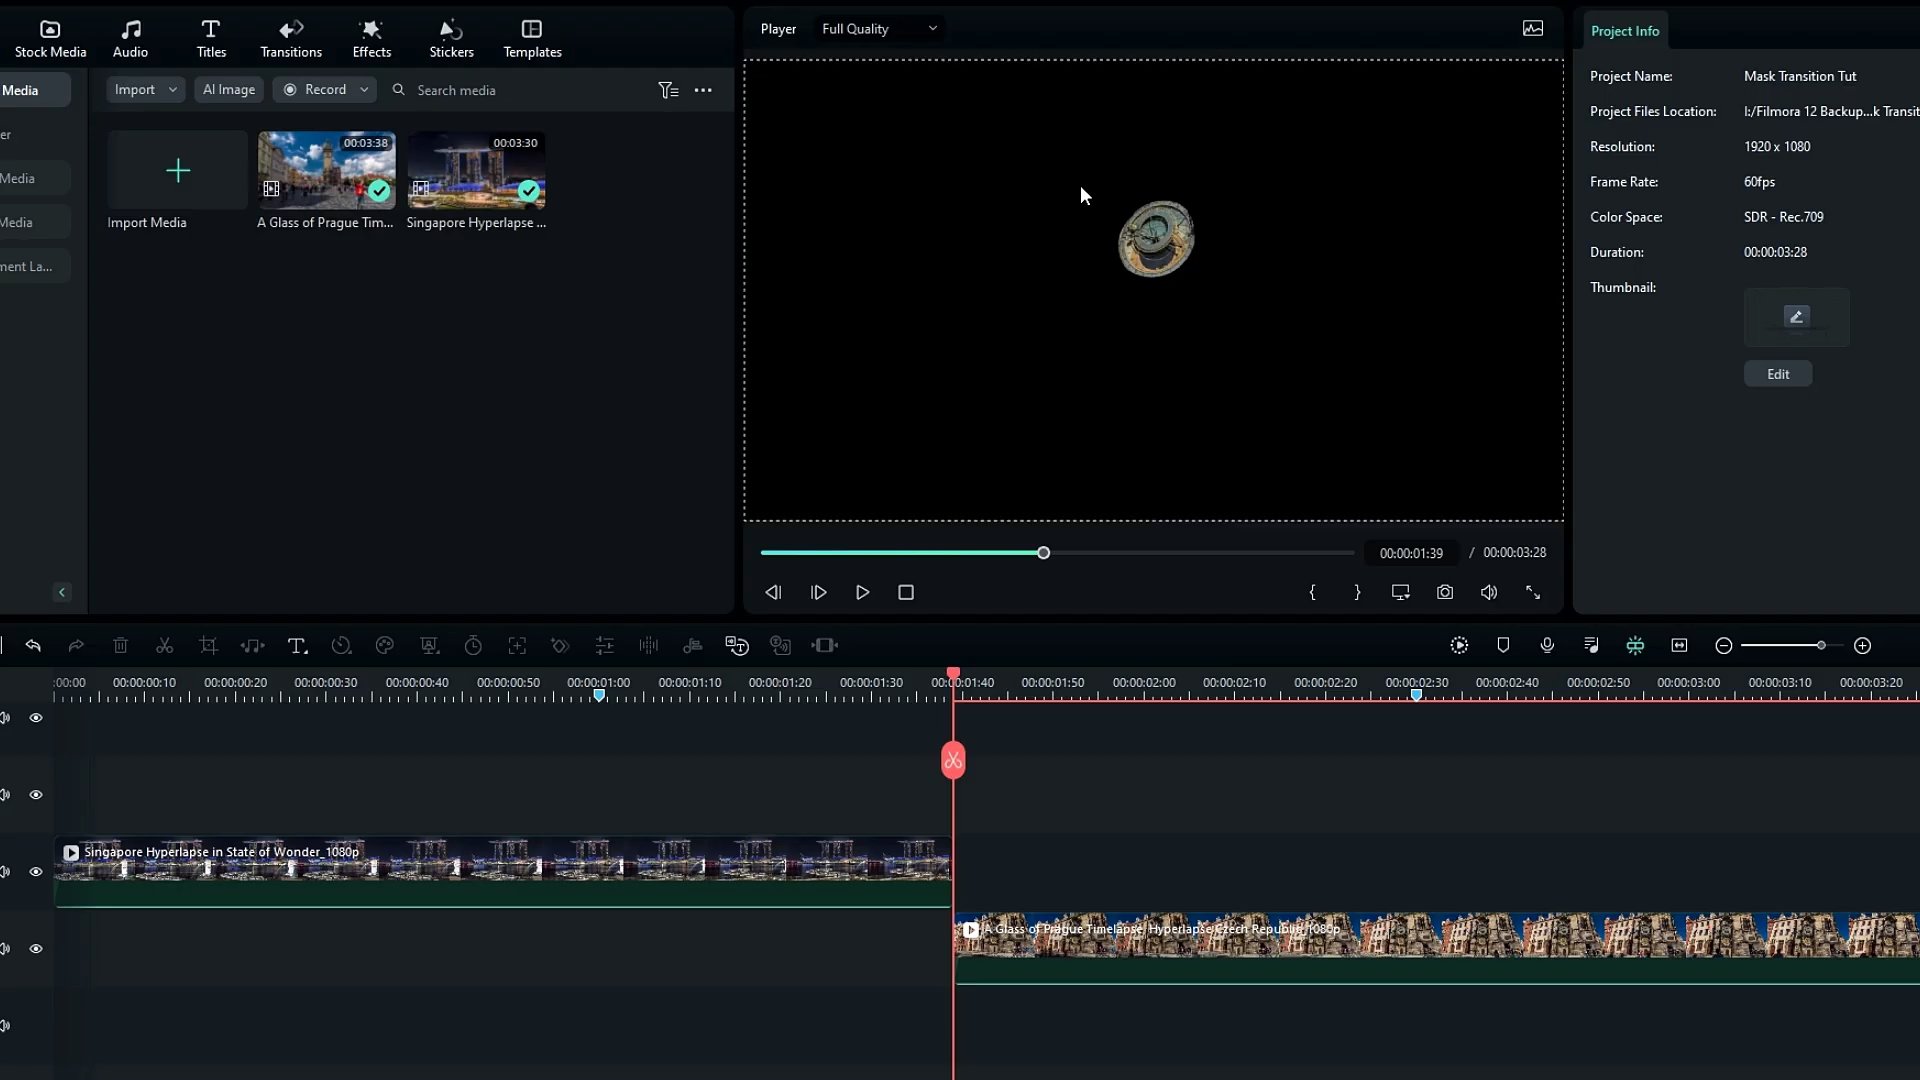 Stock Media
Audio
Titles
Transitions
Effects
Stickers
Templates
Player
Full Quality
Project Info
Media
er
Media
Media
ment La...
Import
AI Image
Record
Search media
00:03:38
00:03:30
Import Media
A Glass of Prague Tim...
Singapore Hyperlapse ...
Project Name:
Mask Transition Tut
Project Files Location:
I:/Filmora 12 Backup...k Transit
Resolution:
1920 x 1080
Frame Rate:
60fps
Color Space:
SDR - Rec.709
Duration:
00:00:03:28
Thumbnail:
Edit
00:00:01:39 / 00:00:03:28
:00:00
00:00:00:10
00:00:00:20
00:00:00:30
00:00:00:40
00:00:00:50
00:00:01:00
00:00:01:10
00:00:01:20
00:00:01:30
00:00:01:40
00:00:01:50
00:00:02:00
00:00:02:10
00:00:02:20
00:00:02:30
00:00:02:40
00:00:02:50
00:00:03:00
00:00:03:10
00:00:03:20
Singapore Hyperlapse in State of Wonder_1080p
A Glass of Prague Timelapse_Hyperlapse Czech Republic_1080p